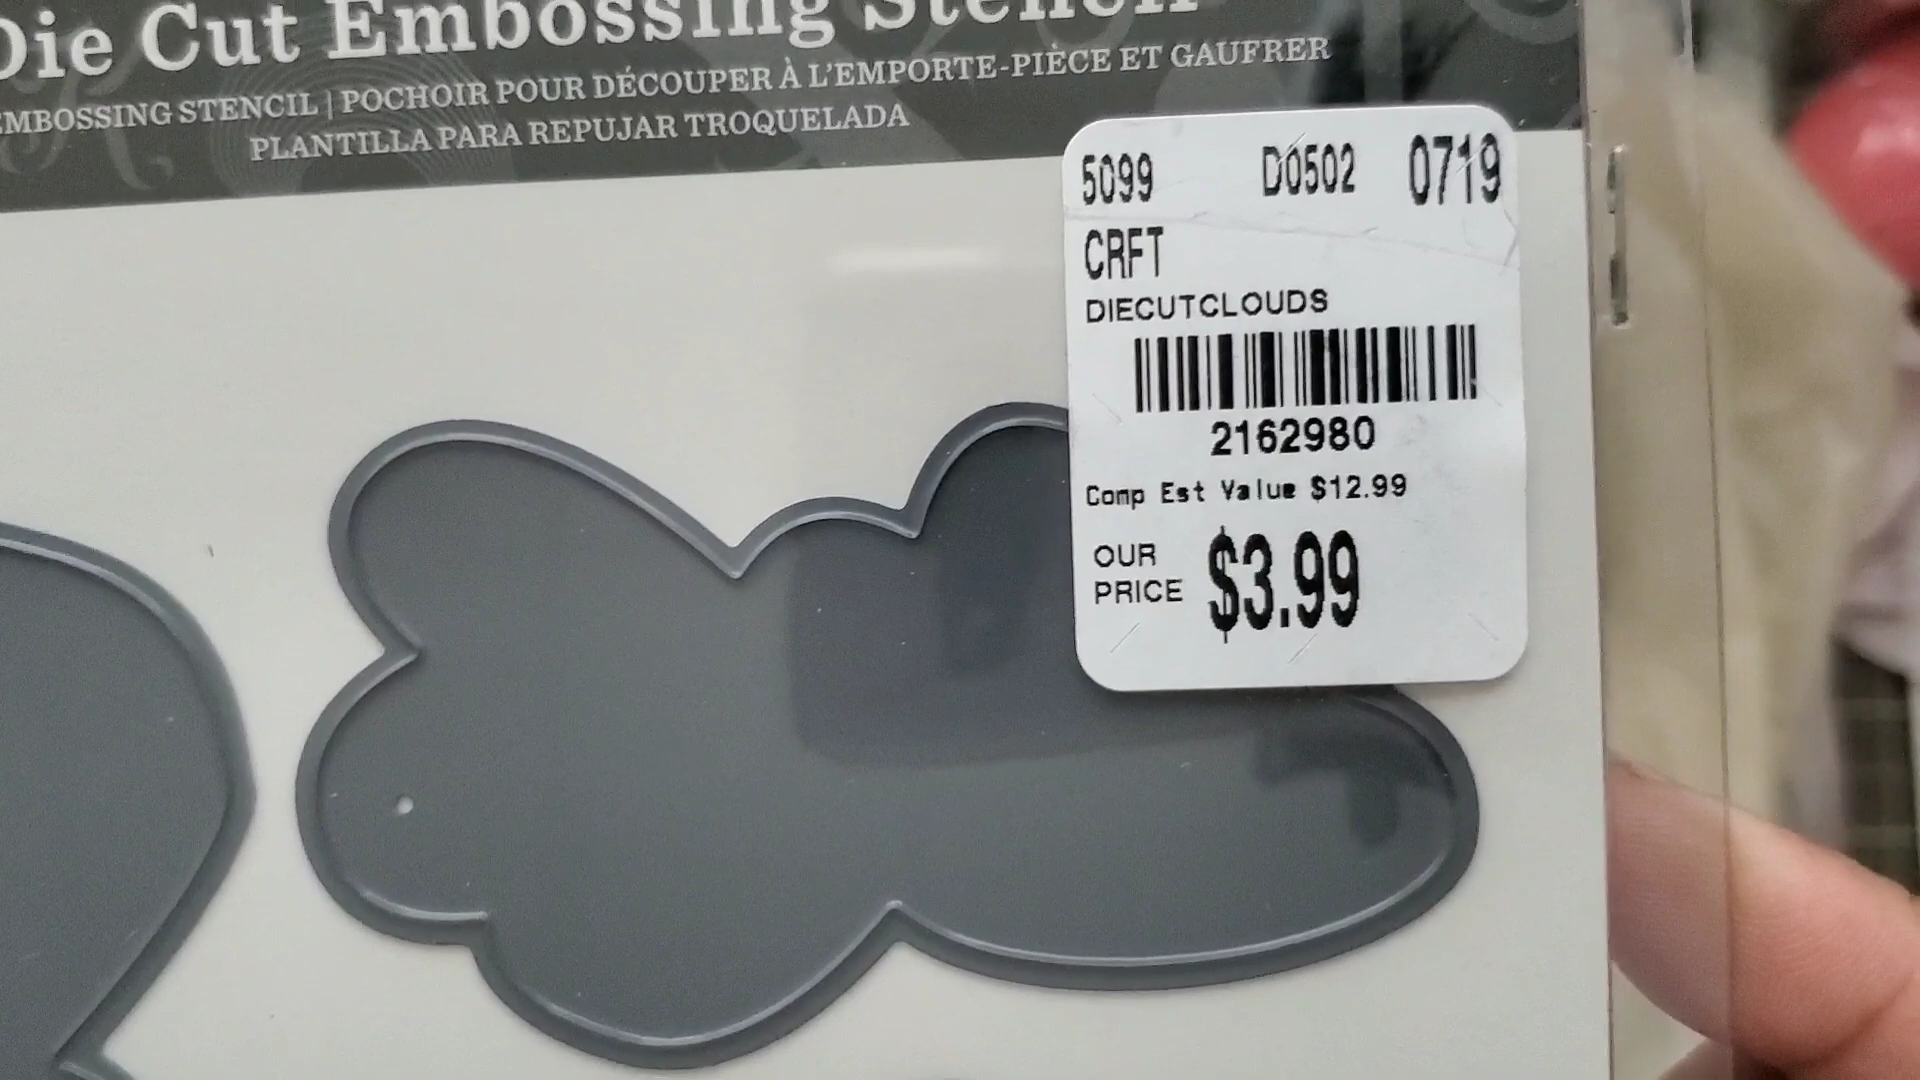 Die Cut Embossing Stencil
EMBOSSING STENCIL | POCHOIR POUR DÉCOUPER À L'EMPORTE-PIÈCE ET GAUFRER
PLANTILLA PARA REPUJAR TROQUELADA
5099 D0502 0719
CRFT
DIECUTCLOUDS
2162980
Comp Est Value $12.99
OUR PRICE $3.99